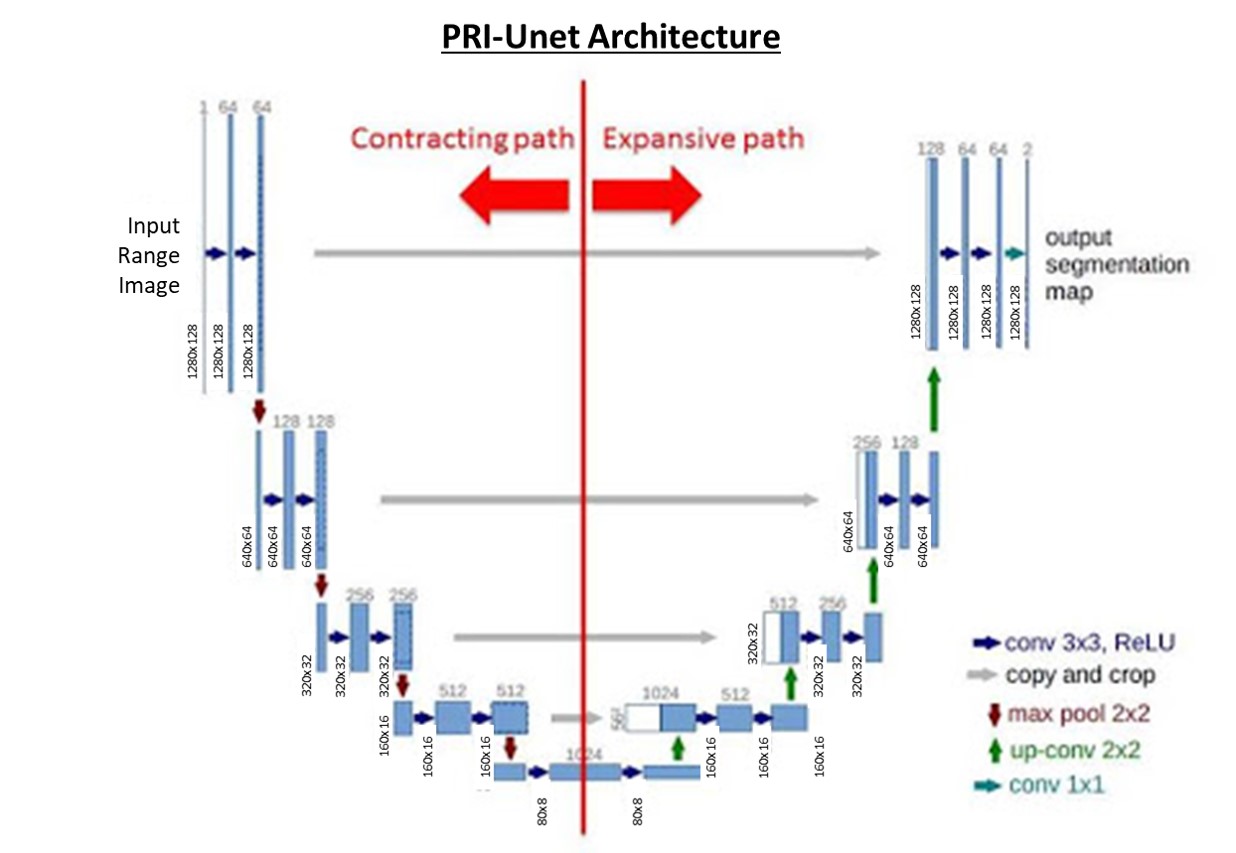 PRI-Unet Architecture
1 64 64
Contracting path
Expansive path
128 64 64 2
Input
Range
Image
output
segmentation
map
1280x128
1280x128
1280x128
1280x128
1280x128
1280x128
1280x128
128 128
256 128
640x64
640x64
640x64
640x64
640x64
640x64
256 256
512 256
320x32
320x32
320x32
320x32
320x32
320x32
conv 3x3, ReLU
copy and crop
max pool 2x2
up-conv 2x2
conv 1x1
512 512
1024 512
160x16
160x16
160x16
160x16
160x16
160x16
1024
80x8
80x8